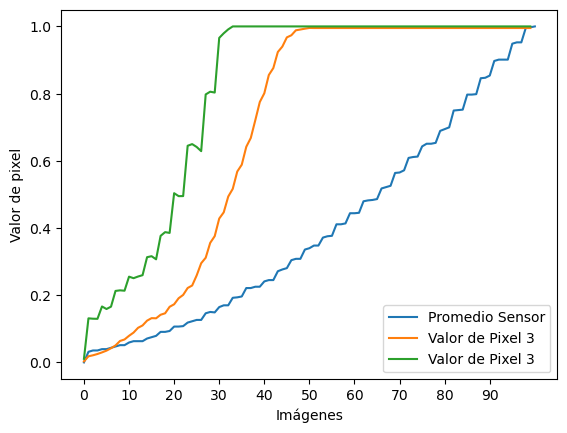 1.0
0.8
0.6
0.4
0.2
0.0
Valor de pixel
0 10 20 30 40 50 60 70 80 90
Imágenes
Promedio Sensor
Valor de Pixel 3
Valor de Pixel 3